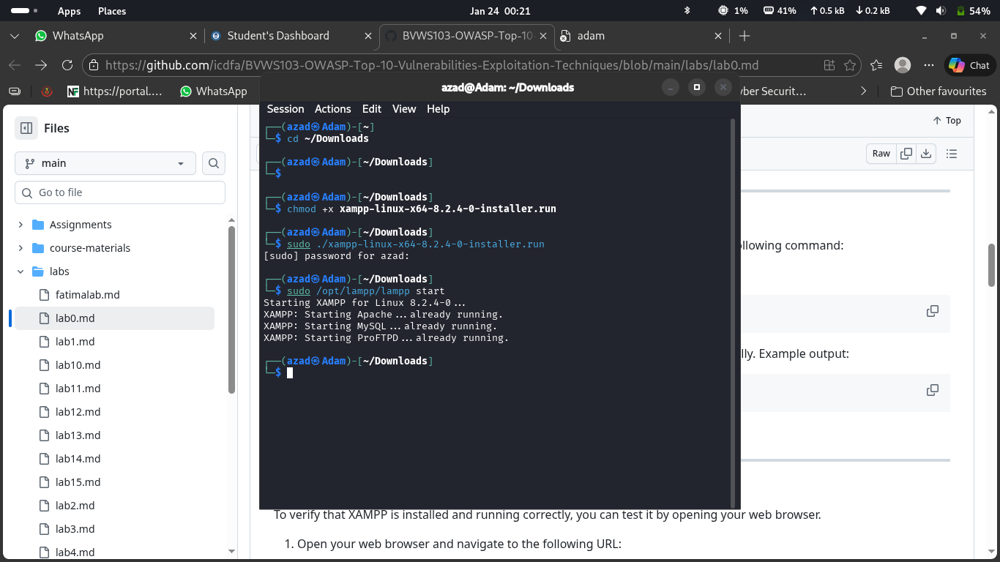 Apps Places Jan 24 00:21 1% 41% 0.5 kB 0.2 kB 54%
WhatsApp Student's Dashboard BVWS103-OWASP-Top-10- adam
https://github.com/icdfa/BVWS103-OWASP-Top-10-Vulnerabilities-Exploitation-Techniques/blob/main/labs/lab0.md Chat
https://portal.... WhatsApp yber Securit... Other favourites
azad@Adam: ~/Downloads
Session Actions Edit View Help
┌──(azad㉿Adam)-[~]
└─$ cd ~/Downloads
┌──(azad㉿Adam)-[~/Downloads]
└─$
┌──(azad㉿Adam)-[~/Downloads]
└─$ chmod +x xampp-linux-x64-8.2.4-0-installer.run
┌──(azad㉿Adam)-[~/Downloads]
└─$ sudo ./xampp-linux-x64-8.2.4-0-installer.run
[sudo] password for azad:
┌──(azad㉿Adam)-[~/Downloads]
└─$ sudo /opt/lampp/lampp start
Starting XAMPP for Linux 8.2.4-0...
XAMPP: Starting Apache...already running.
XAMPP: Starting MySQL...already running.
XAMPP: Starting ProFTPD...already running.
┌──(azad㉿Adam)-[~/Downloads]
└─$
Files
main
Go to file
Assignments
course-materials
labs
fatimalab.md
lab0.md
lab1.md
lab10.md
lab11.md
lab12.md
lab13.md
lab14.md
lab15.md
lab2.md
lab3.md
lab4.md
Top
Raw
llowing command:
lly. Example output:
To verify that XAMPP is installed and running correctly, you can test it by opening your web browser.
1. Open your web browser and navigate to the following URL: